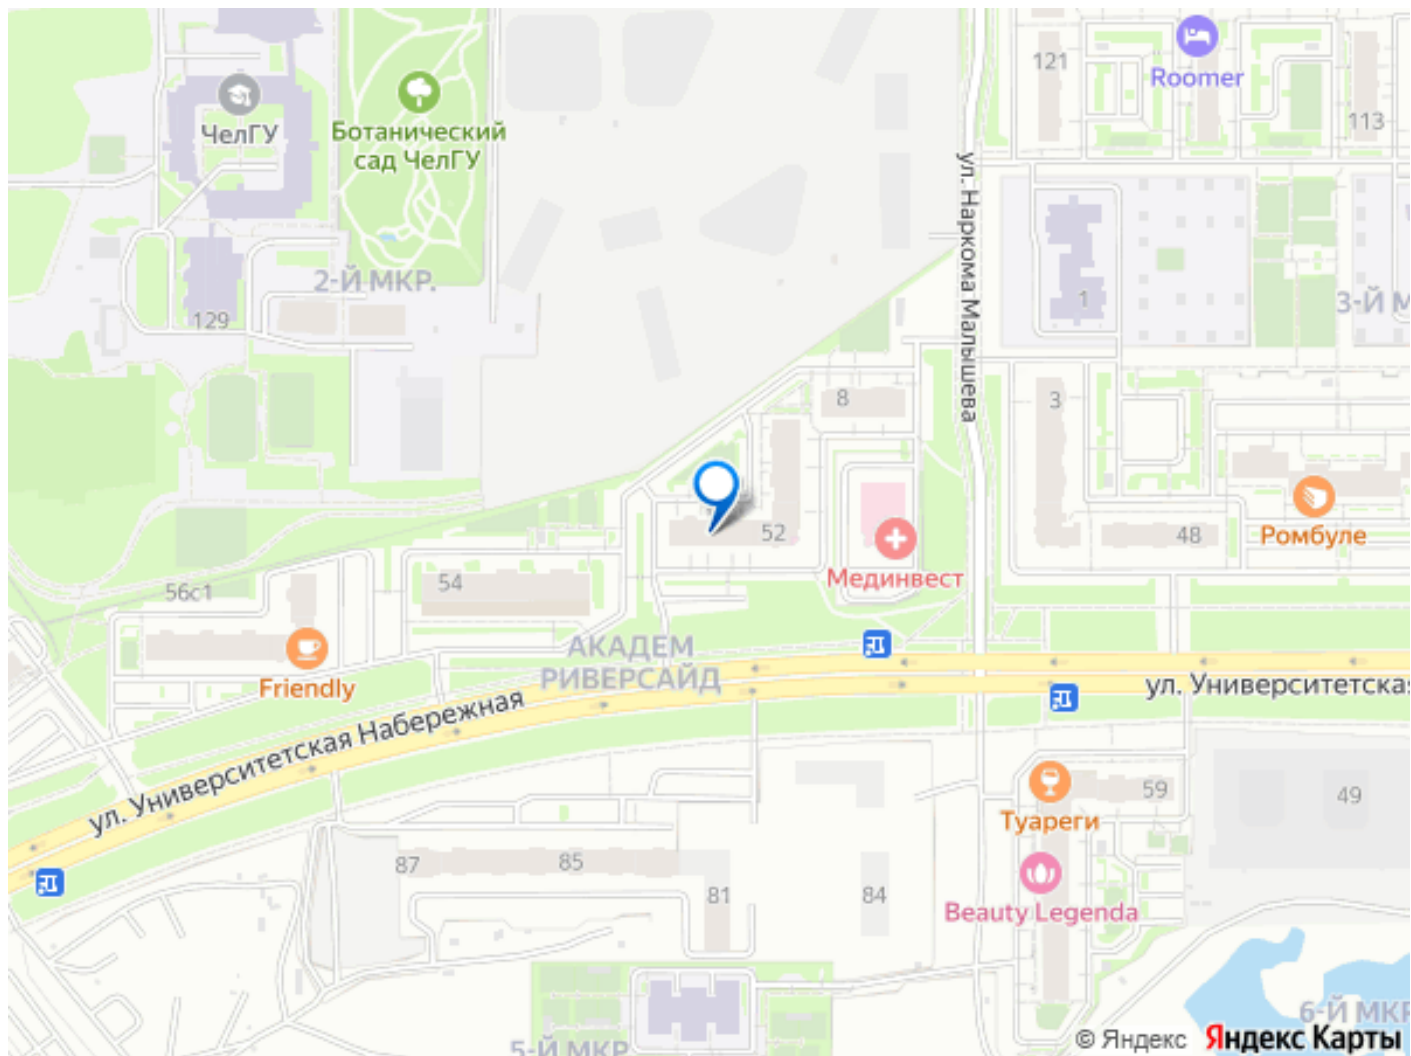 121
Roomer
113
ЧелГУ
Ботанический
сад ЧелГУ
ул. Наркома Малышева
2-Й МКР.
129
1
3-Й М
8
3
52
48
Ромбуле
Мединвест
56с1
54
Friendly
АКАДЕМ
РИВЕРСАЙД
ул. Университетская Набережная
ул. Университетска
Туареги
59
49
87
85
81
84
Beauty Legenda
5-Й МКР
6-Й МКР
© Яндекс Яндекс Карты